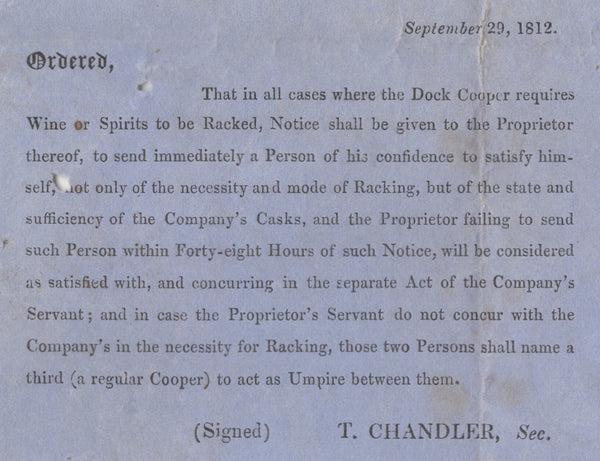 September 29, 1812.
Ordered,
That in all cases where the Dock Cooper requires
Wine or Spirits to be Racked, Notice shall be given to the Proprietor
thereof, to send immediately a Person of his confidence to satisfy him-
self, not only of the necessity and mode of Racking, but of the state and
sufficiency of the Company's Casks, and the Proprietor failing to send
such Person within Forty-eight Hours of such Notice, will be considered
as satisfied with, and concurring in the separate Act of the Company's
Servant; and in case the Proprietor's Servant do not concur with the
Company's in the necessity for Racking, those two Persons shall name a
third (a regular Cooper) to act as Umpire between them.
(Signed) T. CHANDLER, Sec.